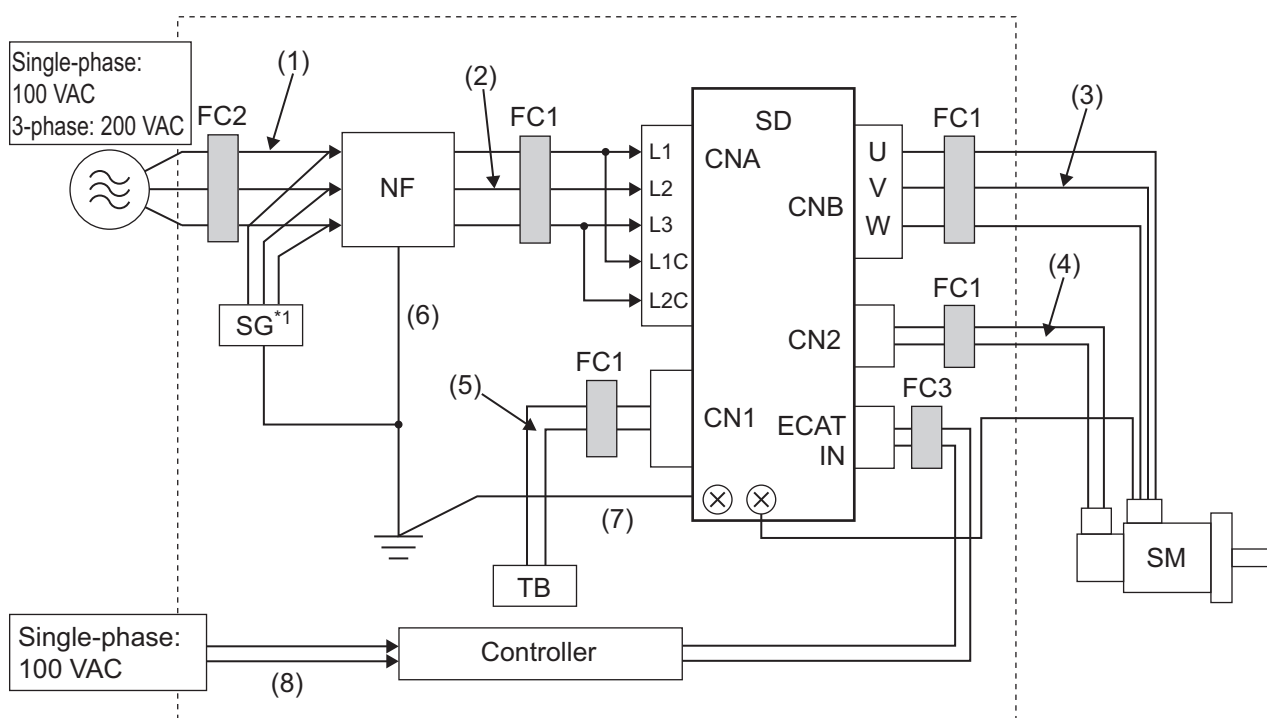 Single-phase:
100 VAC
3-phase: 200 VAC
(1)
(2)
(3)
FC2
FC1
FC1
NF
SD
CNA
CNB
L1
L2
L3
L1C
L2C
U
V
W
(4)
FC1
SG*1
(6)
CN2
FC1
FC3
(5)
CN1
ECAT
IN
(7)
TB
SM
Single-phase:
100 VAC
(8)
Controller